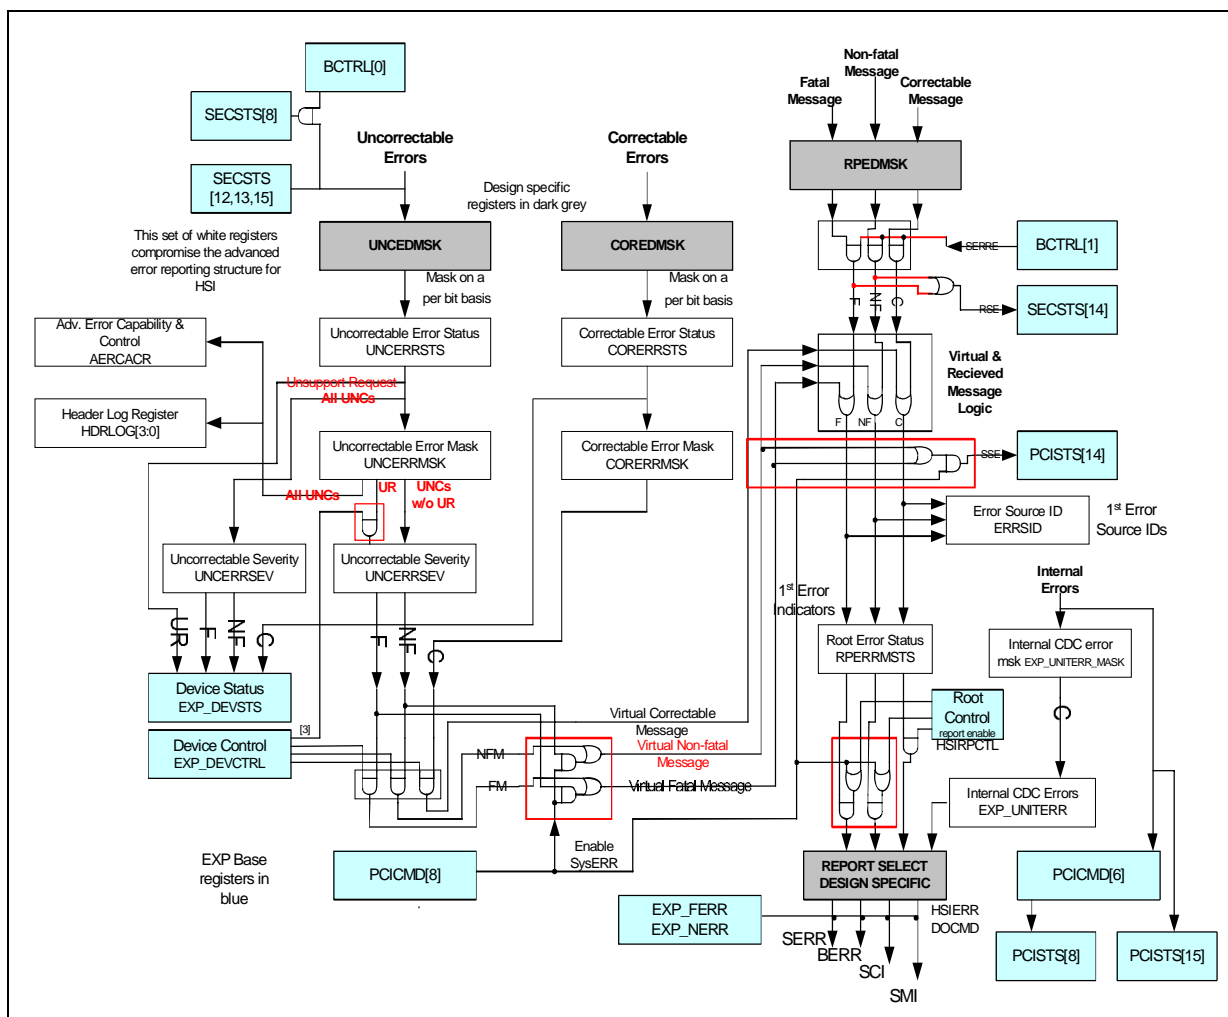 BCTRL[0]
SECSTS[8]
SECSTS
[12,13,15]
Uncorrectable
Errors
Correctable
Errors
Non-fatal
Message
Fatal
Message
Correctable
Message
RPEDMSK
Design specific
registers in dark grey
This set of white registers
compromise the advanced
error reporting structure for
HSI
UNCEDMSK
COREDMSK
SERRE
BCTRL[1]
Mask on a
per bit basis
Mask on a
per bit basis
F
NF
C
RSE
SECSTS[14]
Adv. Error Capability &
Control
AERCACR
Uncorrectable Error Status
UNCERRSTS
Correctable Error Status
CORERRSTS
Virtual &
Recieved
Message
Logic
Unsupport Request
All UNCs
Header Log Register
HDRLOG[3:0]
Uncorrectable Error Mask
UNCERRMSK
Correctable Error Mask
CORERRMSK
F
NF
C
SSE
PCISTS[14]
All UNCs
UR
UNCs
w/o UR
Error Source ID
ERRSID
1st Error
Source IDs
Uncorrectable Severity
UNCERRSEV
Uncorrectable Severity
UNCERRSEV
1st Error
Indicators
Internal
Errors
UR
F
NF
C
F
NF
C
Root Error Status
RPERRMSTS
Internal CDC error
msk EXP_UNITERR_MASK
C
Device Status
EXP_DEVSTS
Root
Control
report enable
HSIRPCTL
Device Control
EXP_DEVCTRL
[3]
Virtual Correctable
Message
NFM
Virtual Non-fatal
Message
FM
Virtual Fatal Message
Internal CDC Errors
EXP_UNITERR
Enable
SysERR
EXP Base
registers in
blue
PCICMD[8]
REPORT SELECT
DESIGN SPECIFIC
PCICMD[6]
EXP_FERR
EXP_NERR
HSIERR
DOCMD
SERR
BERR
SCI
SMI
PCISTS[8]
PCISTS[15]